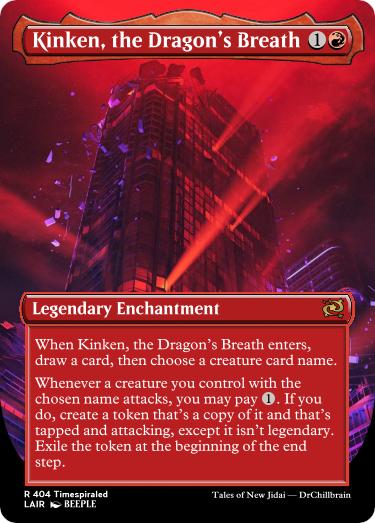 Kinken, the Dragon's Breath 1
Legendary Enchantment
When Kinken, the Dragon's Breath enters,
draw a card, then choose a creature card name.
Whenever a creature you control with the
chosen name attacks, you may pay 1. If you
do, create a token that's a copy of it and that's
tapped and attacking, except it isn't legendary.
Exile the token at the beginning of the end
step.
R 404 Timespiraled
Tales of New Jidai — DrChillbrain
LAIR BEEPLE